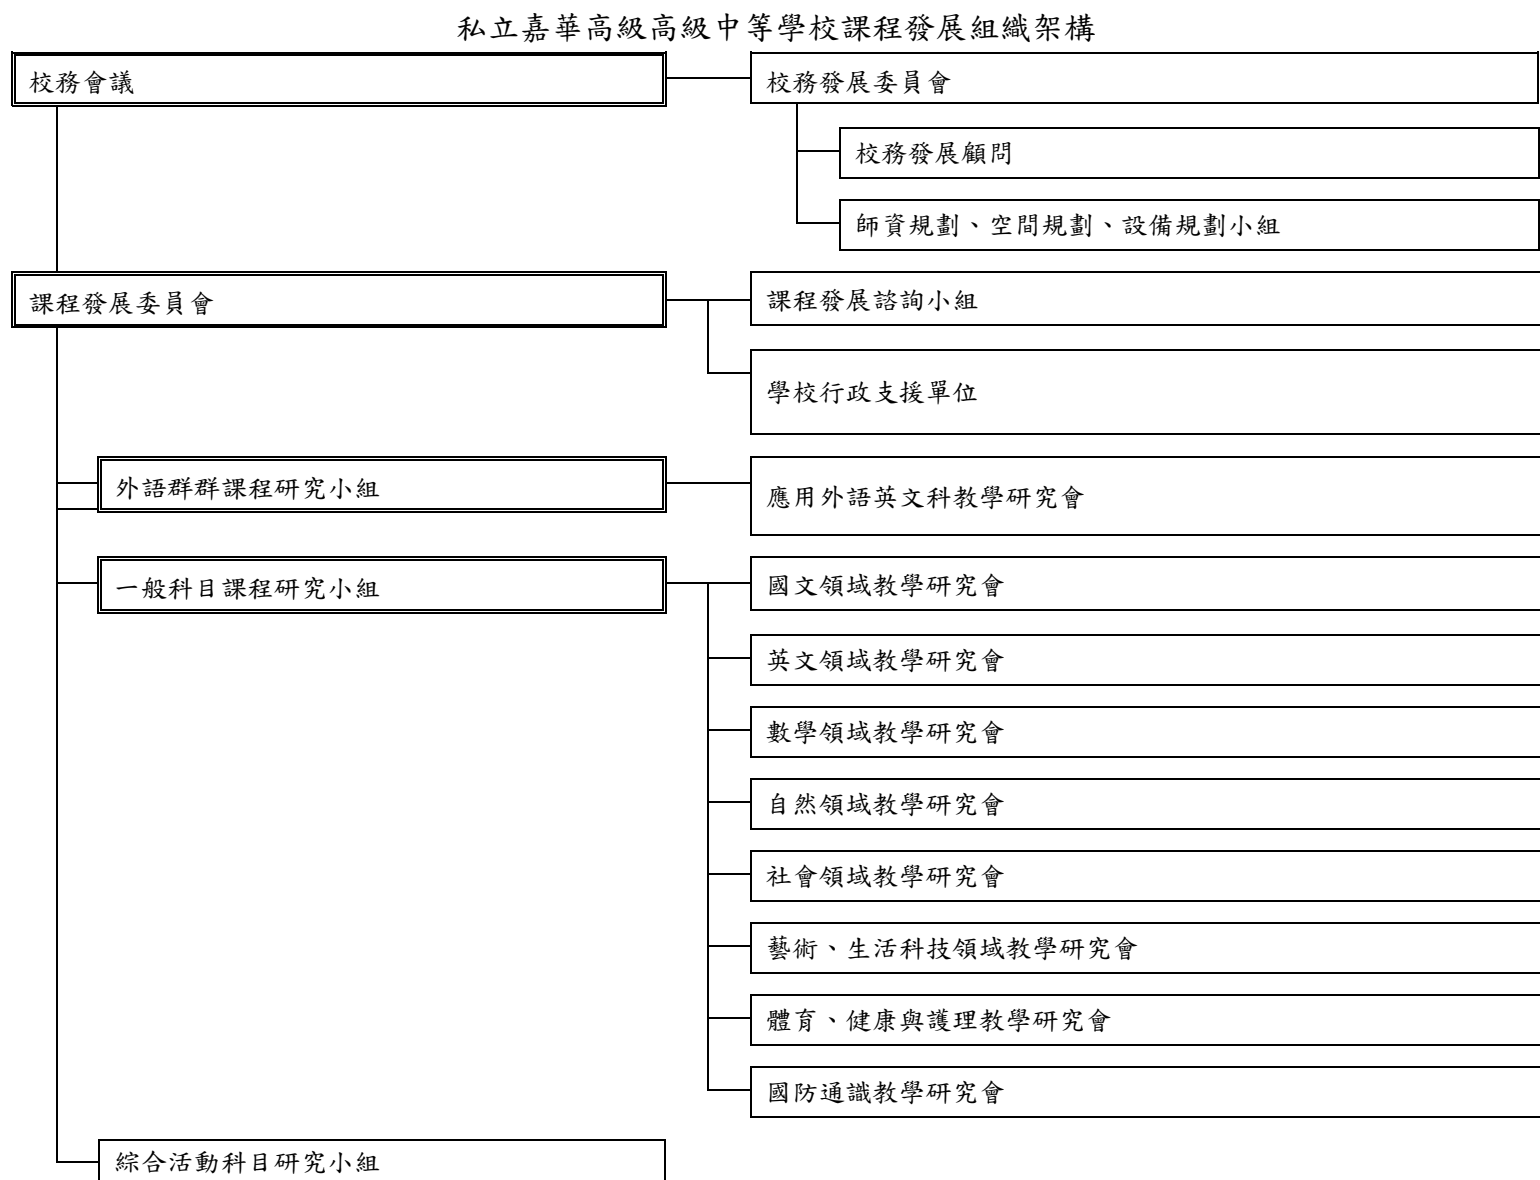 私立嘉華高級高級中等學校課程發展組織架構
校務會議
校務發展委員會
校務發展顧問
師資規劃、空間規劃、設備規劃小組
課程發展委員會
課程發展諮詢小組
學校行政支援單位
外語群群課程研究小組
應用外語英文科教學研究會
一般科目課程研究小組
國文領域教學研究會
英文領域教學研究會
數學領域教學研究會
自然領域教學研究會
社會領域教學研究會
藝術、生活科技領域教學研究會
體育、健康與護理教學研究會
國防通識教學研究會
綜合活動科目研究小組